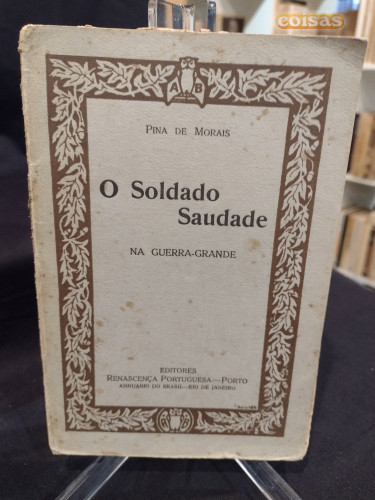 coisas
A B
PINA DE MORAIS
O Soldado
Saudade
NA GUERRA-GRANDE
EDITORES
RENASCENÇA PORTUGUESA—PORTO
ANNUARIO DO BRASIL—RIO DE JANEIRO